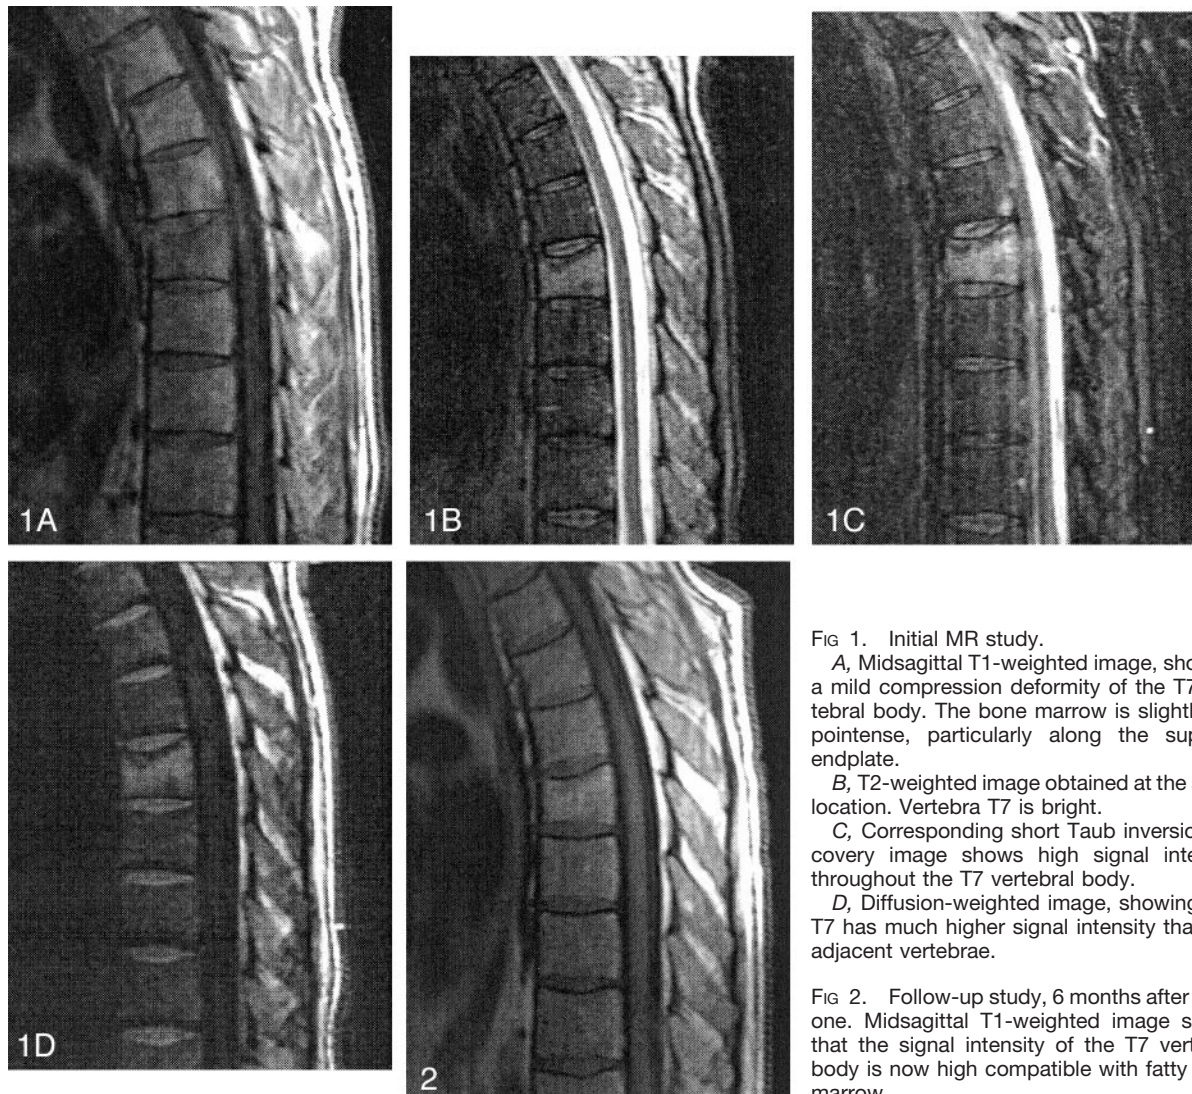 1A
1B
1C
1D
2
FIG 1. Initial MR study.
A, Midsagittal T1-weighted image, sho
a mild compression deformity of the T7
tebral body. The bone marrow is slightl
pointense, particularly along the sup
endplate.
B, T2-weighted image obtained at the
location. Vertebra T7 is bright.
C, Corresponding short Taub inversio
covery image shows high signal inte
throughout the T7 vertebral body.
D, Diffusion-weighted image, showing
T7 has much higher signal intensity tha
adjacent vertebrae.
FIG 2. Follow-up study, 6 months after
one. Midsagittal T1-weighted image s
that the signal intensity of the T7 vert
body is now high compatible with fatty
marrow